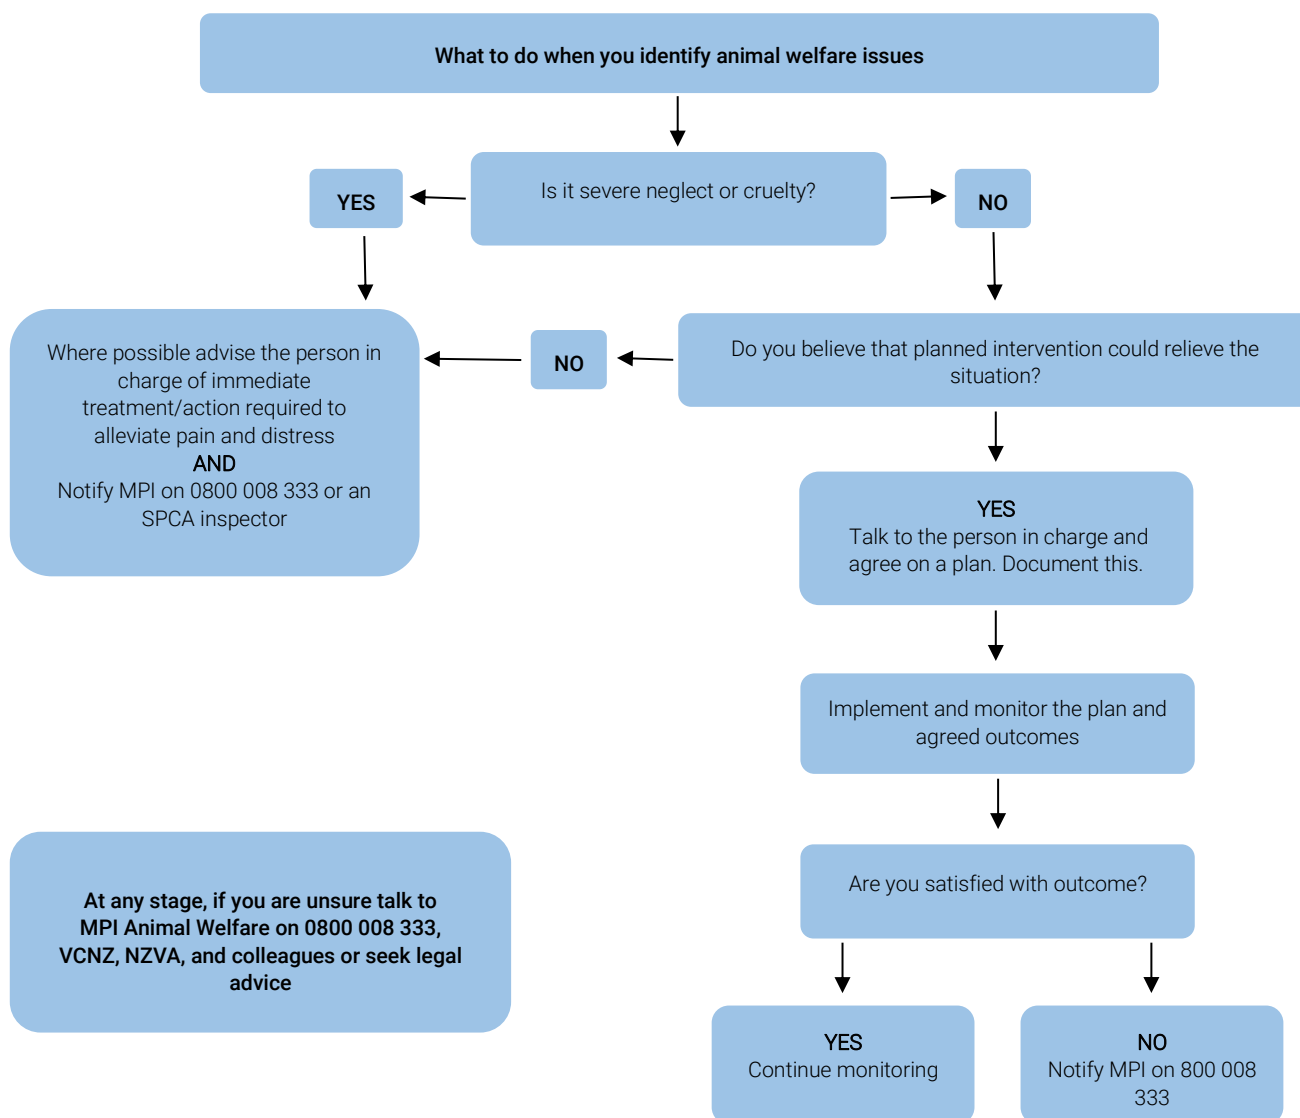 What to do when you identify animal welfare issues
Is it severe neglect or cruelty?
YES
NO
Where possible advise the person in
charge of immediate
treatment/action required to
alleviate pain and distress
AND
Notify MPI on 0800 008 333 or an
SPCA inspector
NO
Do you believe that planned intervention could relieve the
situation?
YES
Talk to the person in charge and
agree on a plan. Document this.
Implement and monitor the plan and
agreed outcomes
Are you satisfied with outcome?
At any stage, if you are unsure talk to
MPI Animal Welfare on 0800 008 333,
VCNZ, NZVA, and colleagues or seek legal
advice
YES
Continue monitoring
NO
Notify MPI on 800 008
333